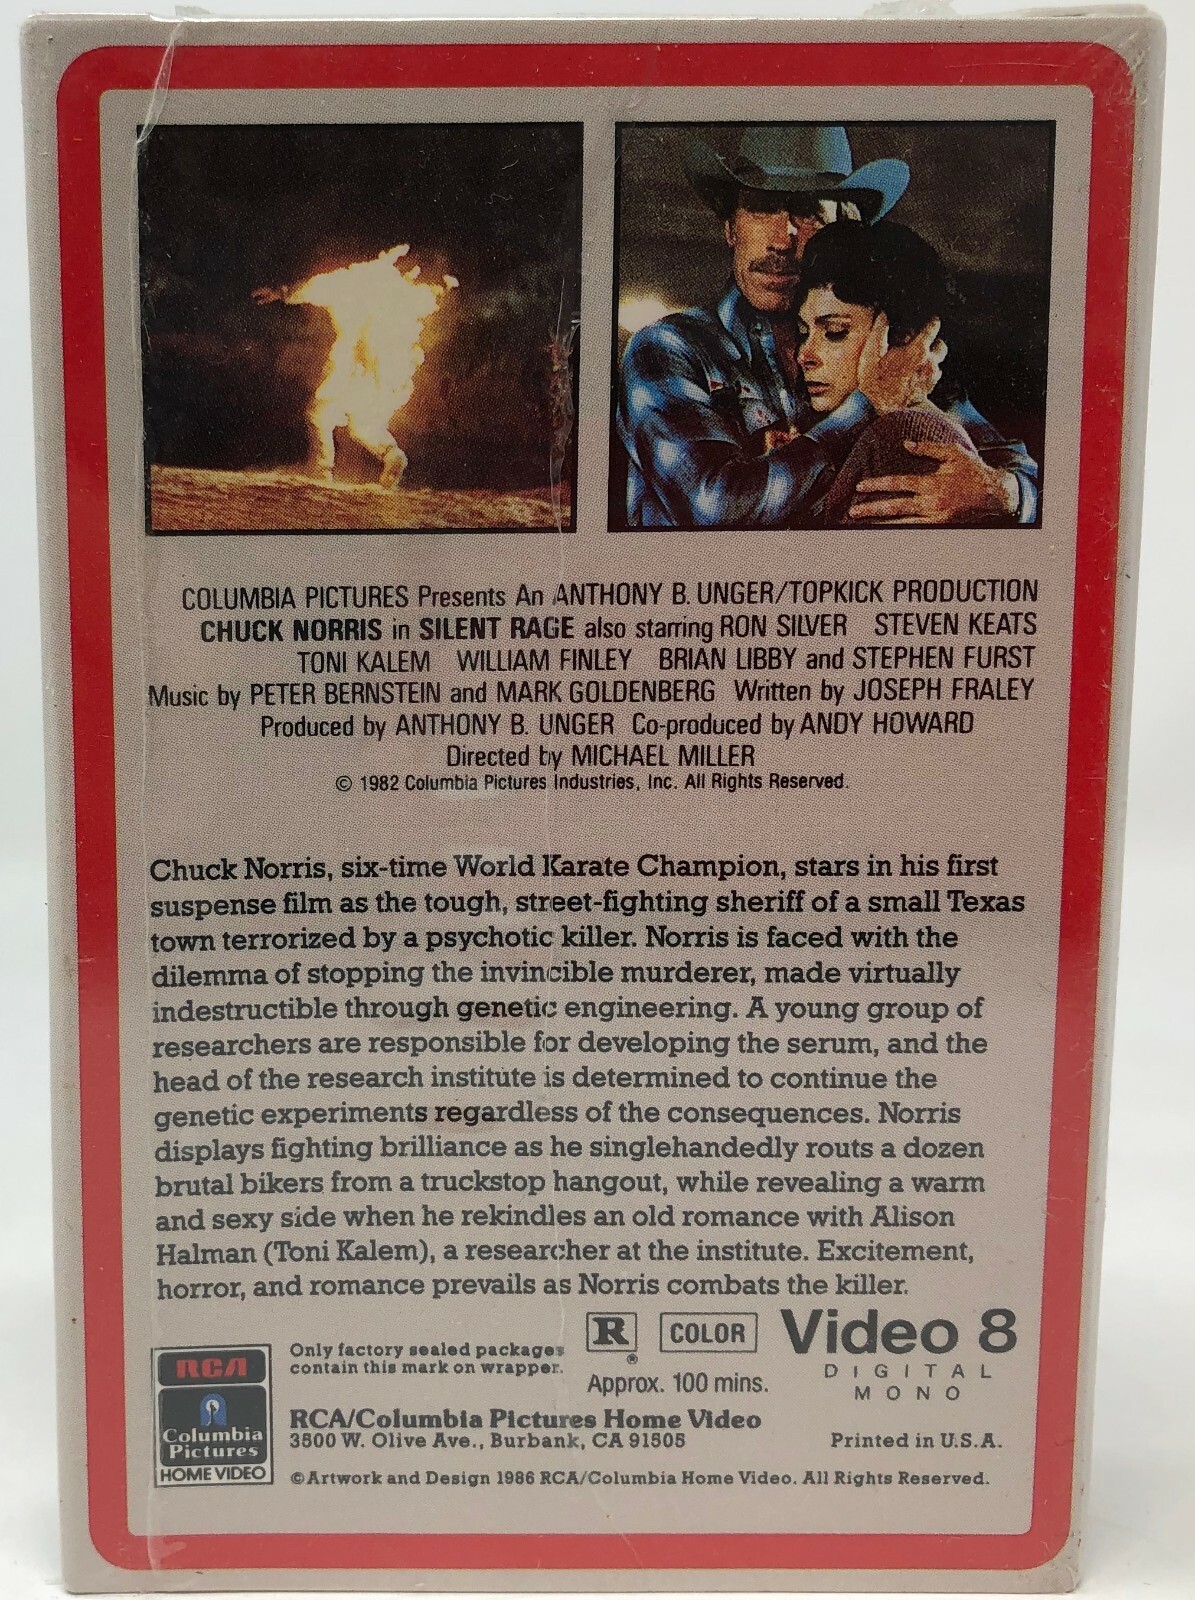 COLUMBIA PICTURES Presents An ANTHONY B. UNGER/TOPKICK PRODUCTION
CHUCK NORRIS in SILENT RAGE also starring RON SILVER STEVEN KEATS
TONI KALEM WILLIAM FINLEY BRIAN LIBBY and STEPHEN FURST
Music by PETER BERNSTEIN and MARK GOLDENBERG Written by JOSEPH FRALEY
Produced by ANTHONY B. UNGER Co-produced by ANDY HOWARD
Directed by MICHAEL MILLER
© 1982 Columbia Pictures Industries, Inc. All Rights Reserved.
Chuck Norris, six-time World Karate Champion, stars in his first
suspense film as the tough, street-fighting sheriff of a small Texas
town terrorized by a psychotic killer. Norris is faced with the
dilemma of stopping the invincible murderer, made virtually
indestructible through genetic engineering. A young group of
researchers are responsible for developing the serum, and the
head of the research institute is determined to continue the
genetic experiments regardless of the consequences. Norris
displays fighting brilliance as he singlehandedly routs a dozen
brutal bikers from a truckstop hangout, while revealing a warm
and sexy side when he rekindles an old romance with Alison
Halman (Toni Kalem), a researcher at the institute. Excitement,
horror, and romance prevails as Norris combats the killer.
RCA
Columbia
Pictures
HOME VIDEO
Only factory sealed packages
contain this mark on wrapper.
R ®
COLOR
Approx. 100 mins.
Video 8
DIGITAL
MONO
RCA/Columbia Pictures Home Video
3500 W. Olive Ave., Burbank, CA 91505
Printed in U.S.A.
©Artwork and Design 1986 RCA/Columbia Home Video. All Rights Reserved.